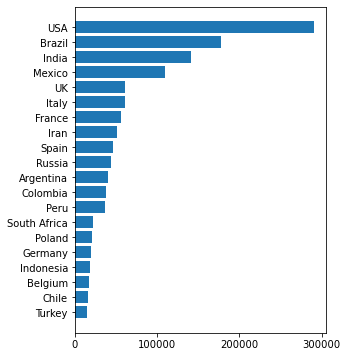 USA
Brazil
India
Mexico
UK
Italy
France
Iran
Spain
Russia
Argentina
Colombia
Peru
South Africa
Poland
Germany
Indonesia
Belgium
Chile
Turkey
0 100000 200000 300000